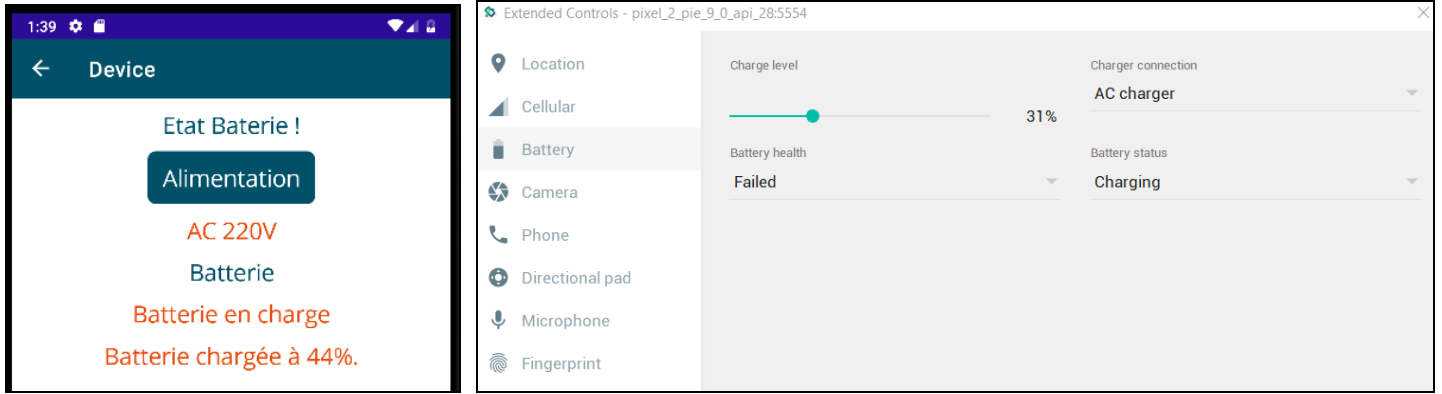 1:39
Device
Etat Baterie !
Alimentation
AC 220V
Batterie
Batterie en charge
Batterie chargée à 44%.
Extended Controls - pixel_2_pie_9_0_api_28:5554
Location
Cellular
Battery
Camera
Phone
Directional pad
Microphone
Fingerprint
Charge level
31%
Charger connection
AC charger
Battery health
Failed
Battery status
Charging